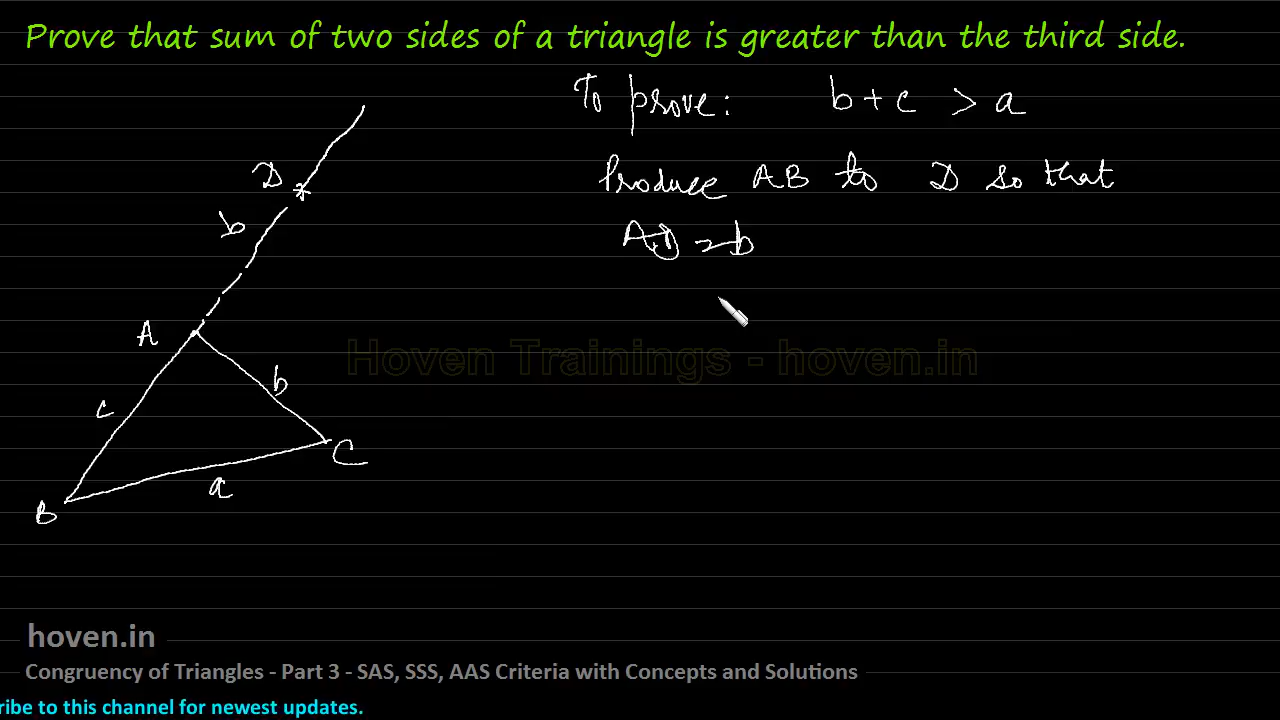 Prove that sum of two sides of a triangle is greater than the third side.
To prove: b + c > a
Produce AB to D so that
AD = b
D
b
A
b
c
C
a
B
Hoven Trainings - hoven.in
hoven.in
Congruency of Triangles - Part 3 - SAS, SSS, AAS Criteria with Concepts and Solutions
ribe to this channel for newest updates.